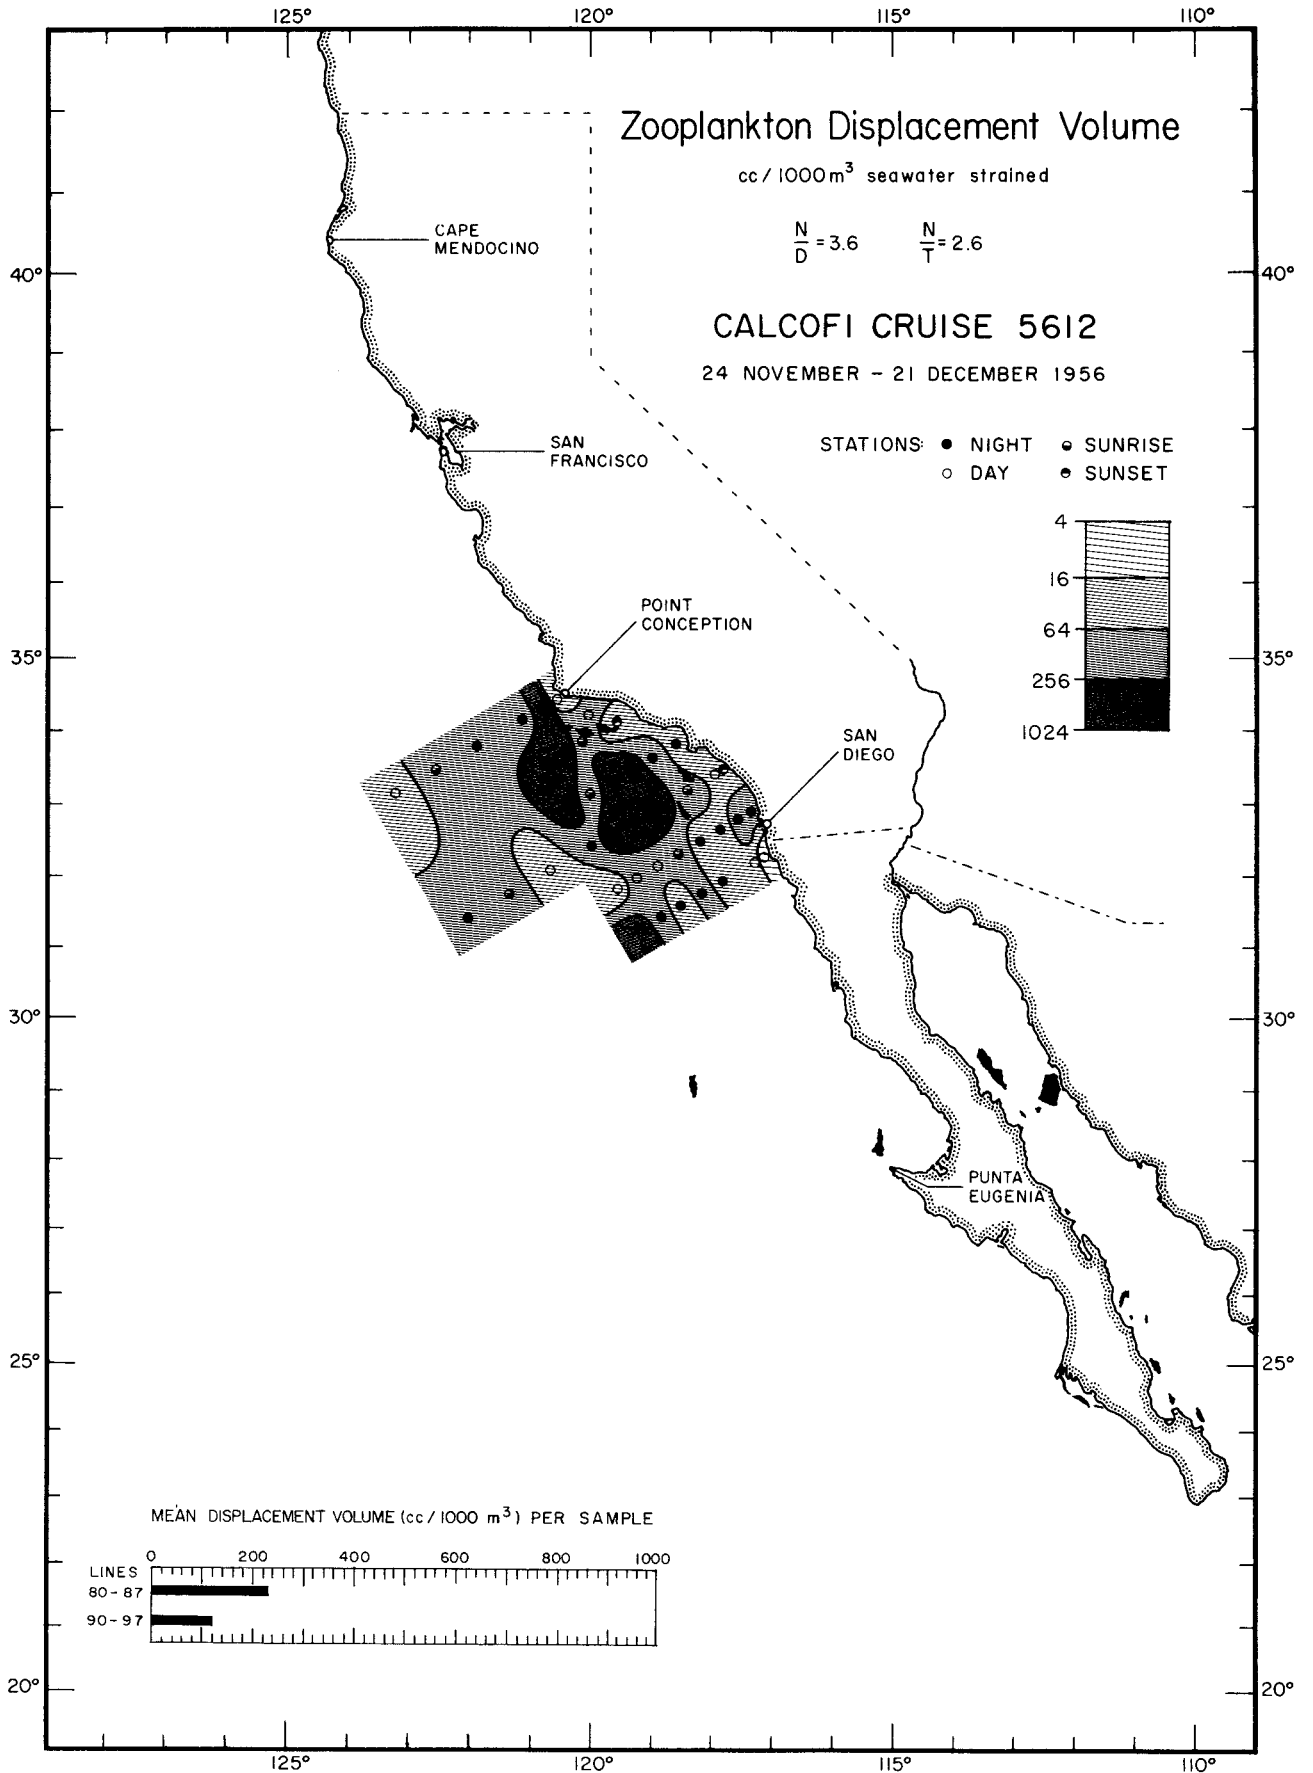 125° 120° 115° 110°
Zooplankton Displacement Volume
cc/1000m³ seawater strained
N/D = 3.6 N/T = 2.6
CALCOFI CRUISE 5612
24 NOVEMBER - 21 DECEMBER 1956
STATIONS: ● NIGHT SUNRISE
○ DAY SUNSET
4
16
64
256
1024
CAPE
MENDOCINO
40° 40°
SAN
FRANCISCO
POINT
CONCEPTION
35° 35°
SAN
DIEGO
30° 30°
PUNTA
EUGENIA
25° 25°
MEAN DISPLACEMENT VOLUME (cc/1000 m³) PER SAMPLE
0 200 400 600 800 1000
LINES
80-87
90-97
20° 20°
125° 120° 115° 110°